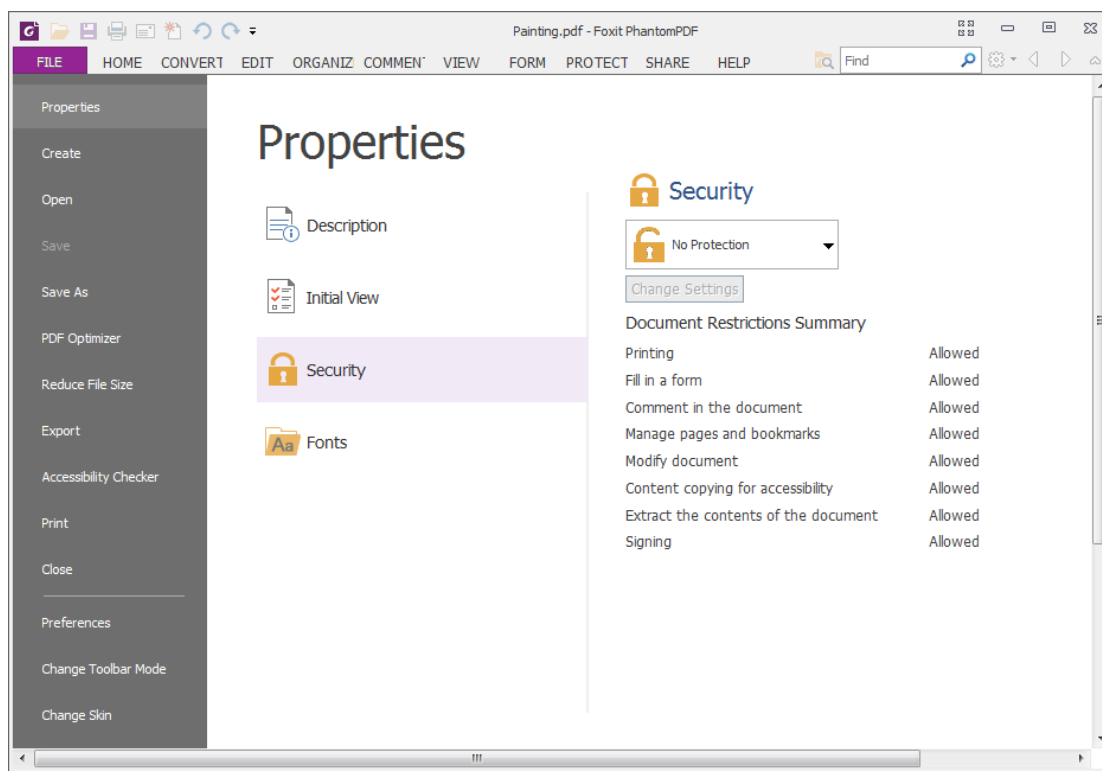 Painting.pdf - Foxit PhantomPDF
FILE HOME CONVERT EDIT ORGANIZ COMMEN VIEW FORM PROTECT SHARE HELP Find
Properties
Create
Open
Save
Save As
PDF Optimizer
Reduce File Size
Export
Accessibility Checker
Print
Close
Preferences
Change Toolbar Mode
Change Skin
Properties
Description
Initial View
Security
Aa Fonts
Security
No Protection
Change Settings
Document Restrictions Summary
Printing Allowed
Fill in a form Allowed
Comment in the document Allowed
Manage pages and bookmarks Allowed
Modify document Allowed
Content copying for accessibility Allowed
Extract the contents of the document Allowed
Signing Allowed